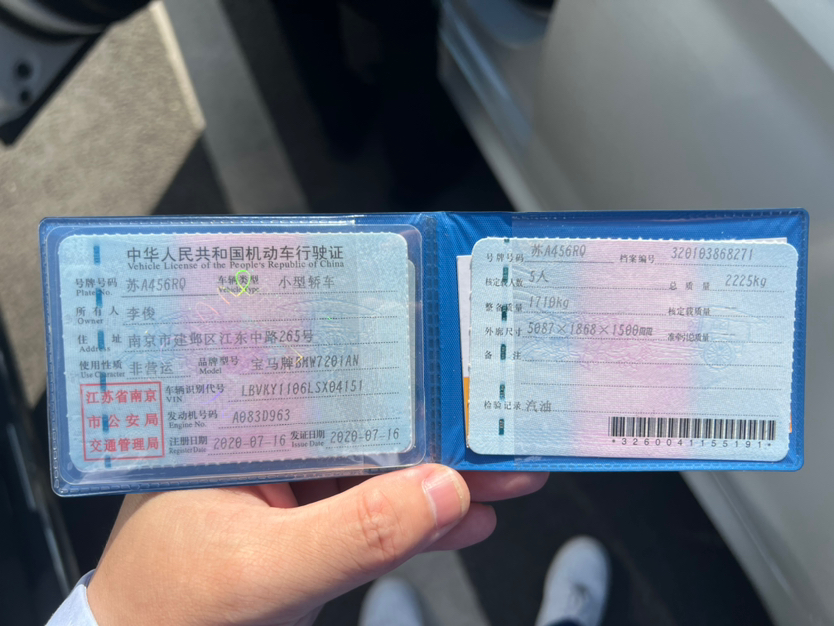 中华人民共和国机动车行驶证
Vehicle License of the People's Republic of China
号牌号码 苏A456RQ 车辆类型 小型轿车
Plate No. Vehicle Type
所有人 李俊
Owner
住址 南京市建邺区江东中路265号
Address
使用性质 非营运 品牌型号 宝马牌BMW7201AN
Use Character Model
车辆识别代号 LBVKY1106LSX04151
VIN
发动机号码 A083D963
Engine No.
注册日期 2020-07-16 发证日期 2020-07-16
Register Date Issue Date
江苏省南京
市公安局
交通管理局
号牌号码 苏A456RQ 档案编号 320103868271
核定载人数 5人 总质量 2225kg
整备质量 1710kg 核定载质量
外廓尺寸 5087×1868×1500mm 准牵引总质量
备注
检验记录 汽油
*3260041155191*